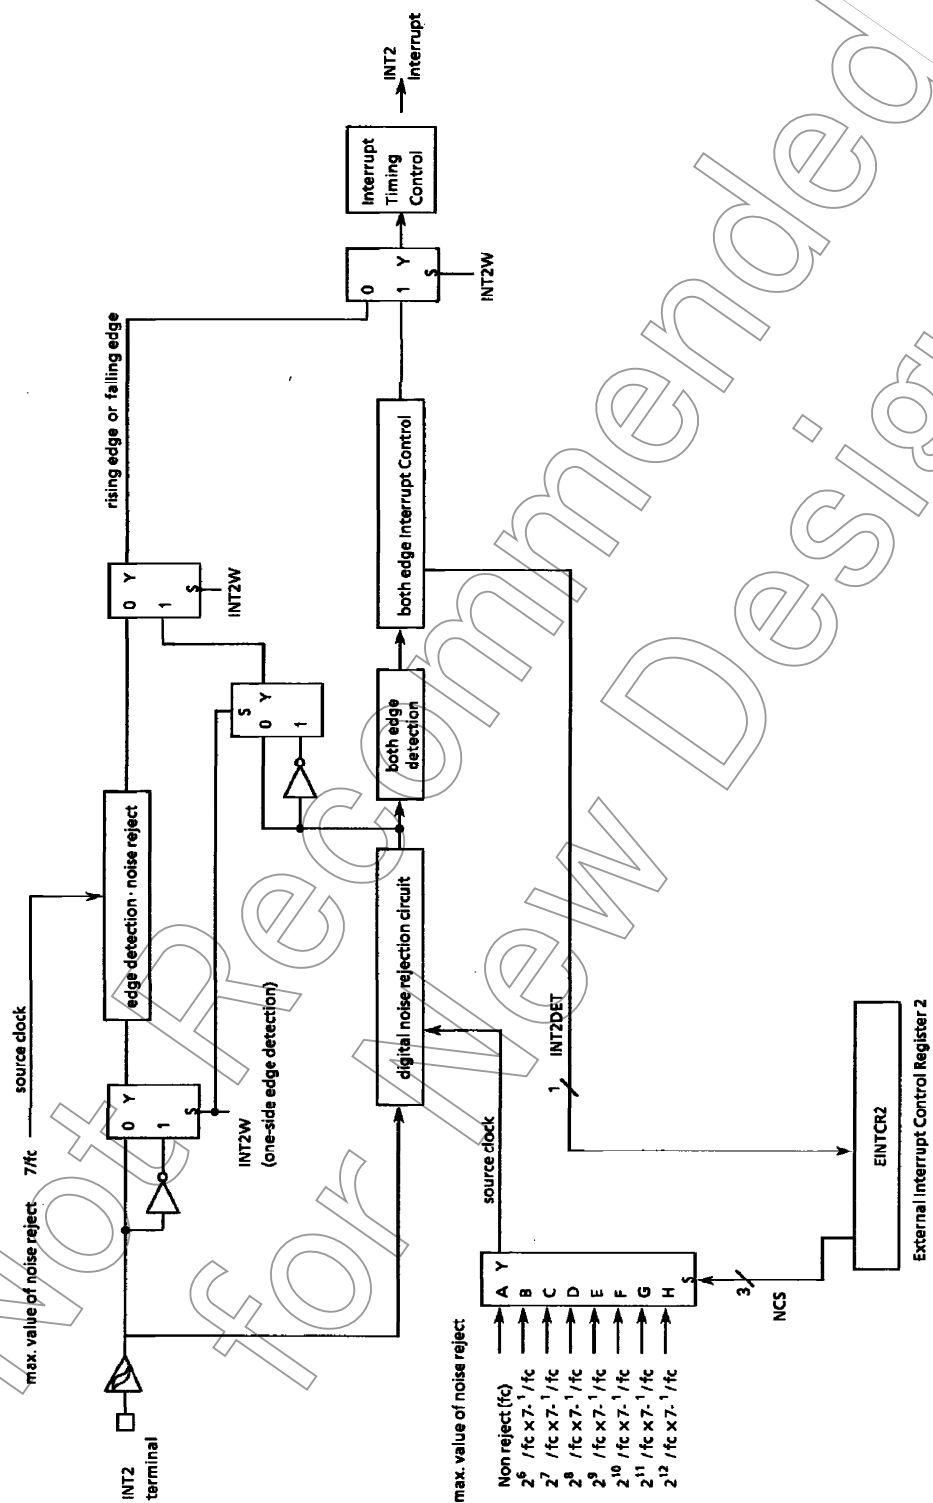 INT2
terminal
max. value of noise reject 7/fc
source clock
0 Y
1
S
INT2W
(one-side edge detection)
edge detection · noise reject
S
0 Y
1
0 Y
1
S
INT2W
rising edge or falling edge
digital noise rejection circuit
both edge
detection
both edge Interrupt Control
0
1 Y
S
INT2W
Interrupt
Timing
Control
INT2
Interrupt
max. value of noise reject
Non reject (fc)
2⁶ /fc x 7-¹/fc
2⁷ /fc x 7-¹/fc
2⁸ /fc x 7-¹/fc
2⁹ /fc x 7-¹/fc
2¹⁰ /fc x 7-¹/fc
2¹¹ /fc x 7-¹/fc
2¹² /fc x 7-¹/fc
A Y
B
C
D
E
F
G
H
S
source clock
3
NCS
1
INT2DET
EINTCR2
External Interrupt Control Register 2
Not Recommended
for New Design